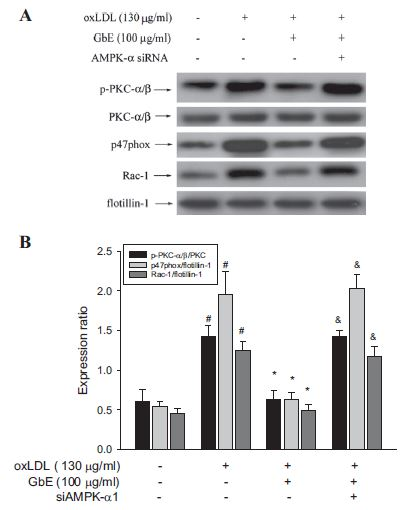 A
oxLDL (130 μg/ml) - + + +
GbE (100 μg/ml) - - + +
AMPK-α siRNA +
p-PKC-α/β
PKC-α/β
p47phox
Rac-1
flotillin-1
B
p-PKC-α/β/PKC
p47phox/flotillin-1
Rac-1/flotillin-1
Expression ratio
3.0
2.5
2.0
1.5
1.0
0.5
0.0
# # #
* * *
& & &
oxLDL ( 130 μg/ml) - + + +
GbE (100 μg/ml) - - + +
siAMPK-α1 - - - +